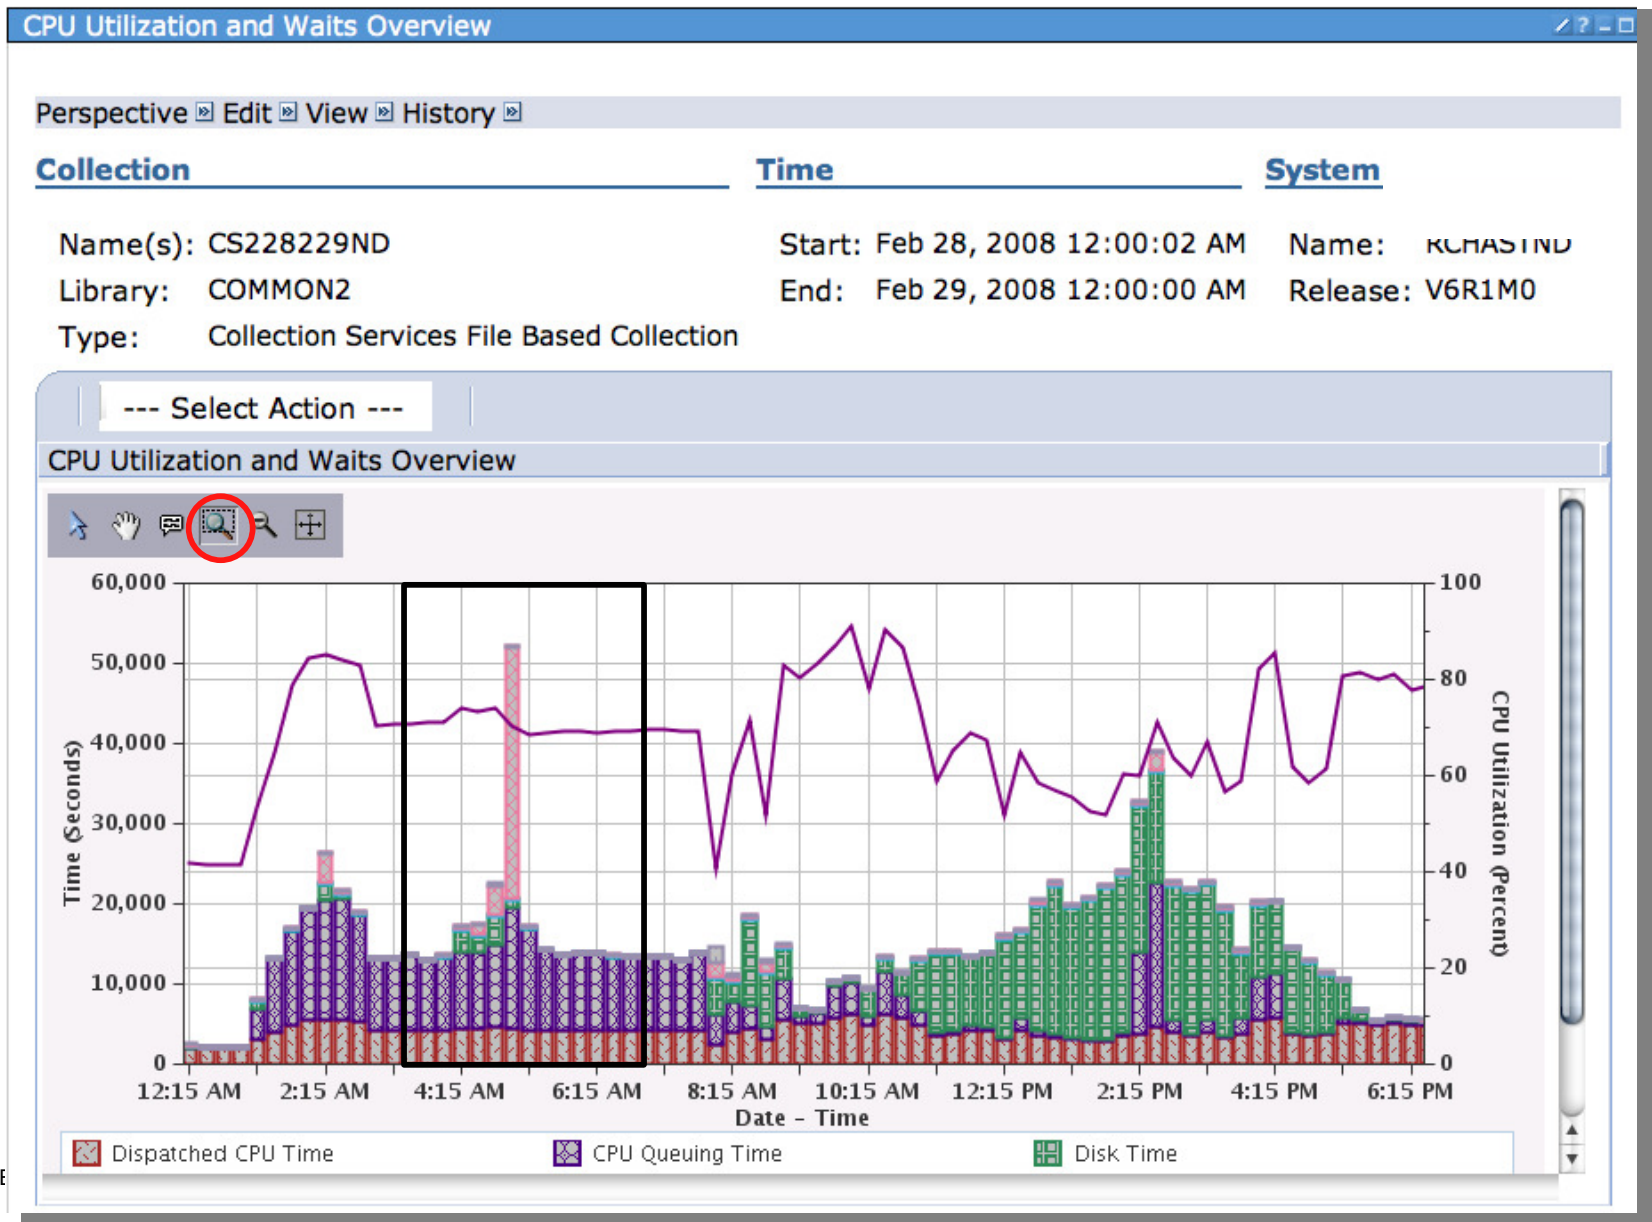 CPU Utilization and Waits Overview
Perspective Edit View History
Collection Time System
Name(s): CS228229ND Start: Feb 28, 2008 12:00:02 AM Name: RCHASTND
Library: COMMON2 End: Feb 29, 2008 12:00:00 AM Release: V6R1M0
Type: Collection Services File Based Collection
--- Select Action ---
CPU Utilization and Waits Overview
60,000
50,000
40,000
30,000
20,000
10,000
0
Time (Seconds)
100
80
60
40
20
0
CPU Utilization (Percent)
12:15 AM 2:15 AM 4:15 AM 6:15 AM 8:15 AM 10:15 AM 12:15 PM 2:15 PM 4:15 PM 6:15 PM
Date - Time
Dispatched CPU Time CPU Queuing Time Disk Time